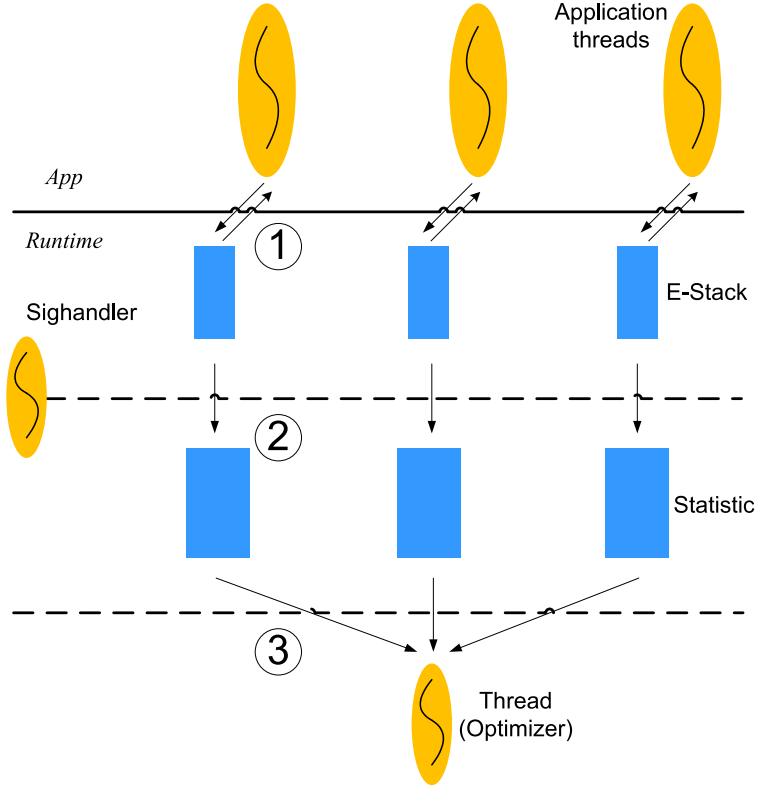 Application
threads
App
Runtime
1
E-Stack
Sighandler
2
Statistic
3
Thread
(Optimizer)